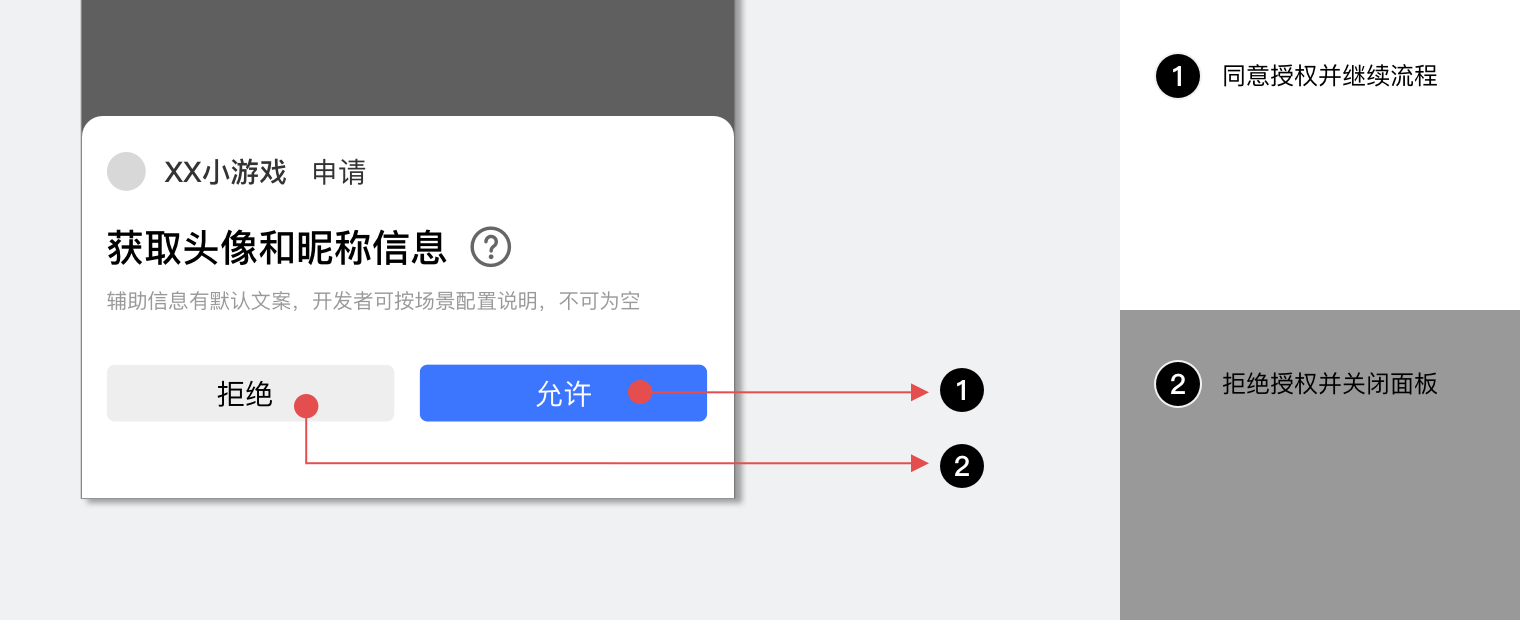 XX小游戏 申请
获取头像和昵称信息 ?
辅助信息有默认文案，开发者可按场景配置说明，不可为空
拒绝 允许
1
2
1 同意授权并继续流程
2 拒绝授权并关闭面板